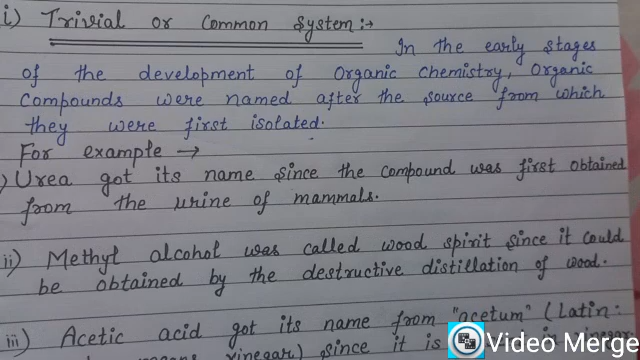 i) Trivial or Common System:→
In the early stages
of the development of Organic Chemistry, Organic
Compounds were named after the source from which
they were first isolated.
For example →
) Urea got its name since the compound was first obtained
from the urine of mammals.
ii) Methyl alcohol was called wood spirit since it could
be obtained by the destructive distillation of wood.
iii) Acetic acid got its name from "acetum" (Latin:
vinegar) since it is
Video Merge